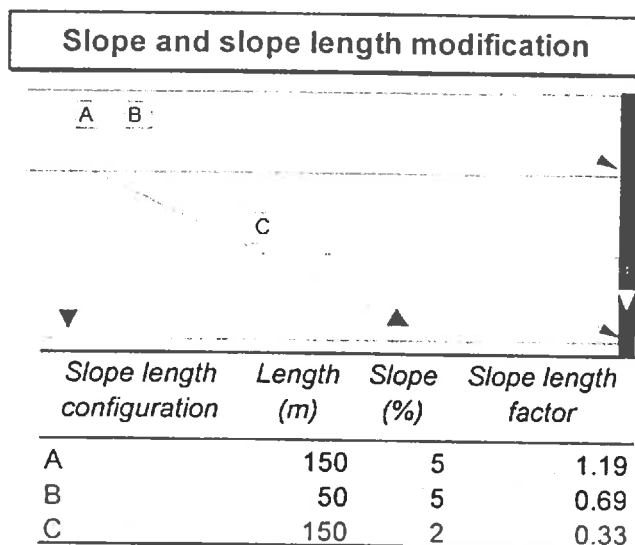 Slope and slope length modification
A B
C
Slope length configuration Length (m) Slope (%) Slope length factor
A 150 5 1.19
B 50 5 0.69
C 150 2 0.33